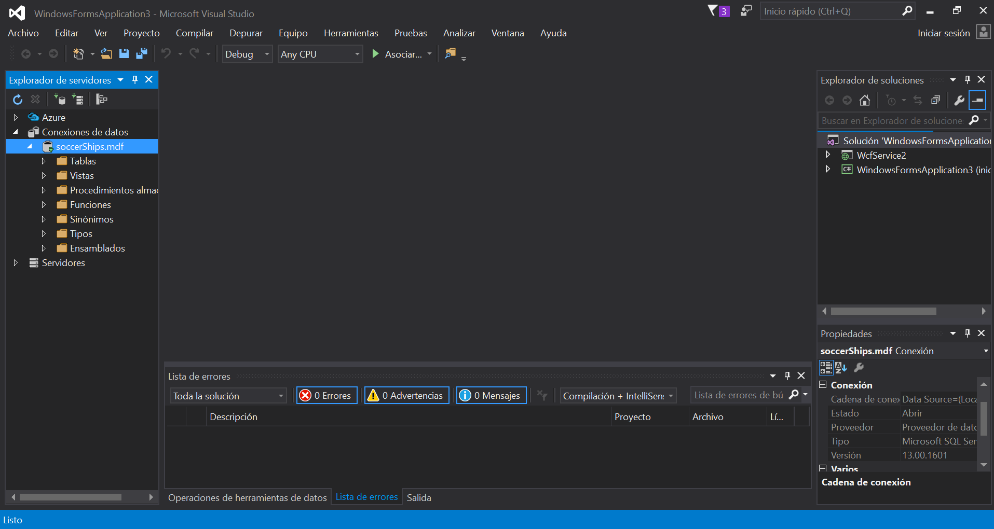 WindowsFormsApplication3 - Microsoft Visual Studio
3
Inicio rápido (Ctrl+Q)
Archivo Editar Ver Proyecto Compilar Depurar Equipo Herramientas Pruebas Analizar Ventana Ayuda
Iniciar sesión
Debug Any CPU Asociar...
Explorador de servidores
Azure
Conexiones de datos
soccerShips.mdf
Tablas
Vistas
Procedimientos almac
Funciones
Sinónimos
Tipos
Ensamblados
Servidores
Lista de errores
Toda la solución 0 Errores 0 Advertencias 0 Mensajes Compilación + IntelliSens Lista de errores de bú
Descripción Proyecto Archivo Lí...
Operaciones de herramientas de datos Lista de errores Salida
Explorador de soluciones
Buscar en Explorador de solucione
Solución 'WindowsFormsApplication
WcfService2
WindowsFormsApplication3 (inic
Propiedades
soccerShips.mdf Conexión
Conexión
Cadena de conex Data Source=(Loca
Estado Abrir
Proveedor Proveedor de dato
Tipo Microsoft SQL Ser
Versión 13.00.1601
Varios
Cadena de conexión
Listo